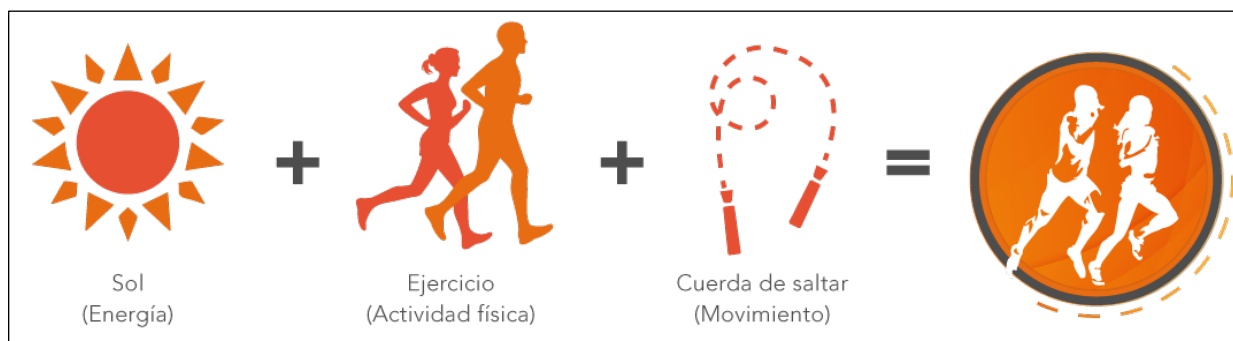 Sol
(Energía)
Ejercicio
(Actividad física)
Cuerda de saltar
(Movimiento)